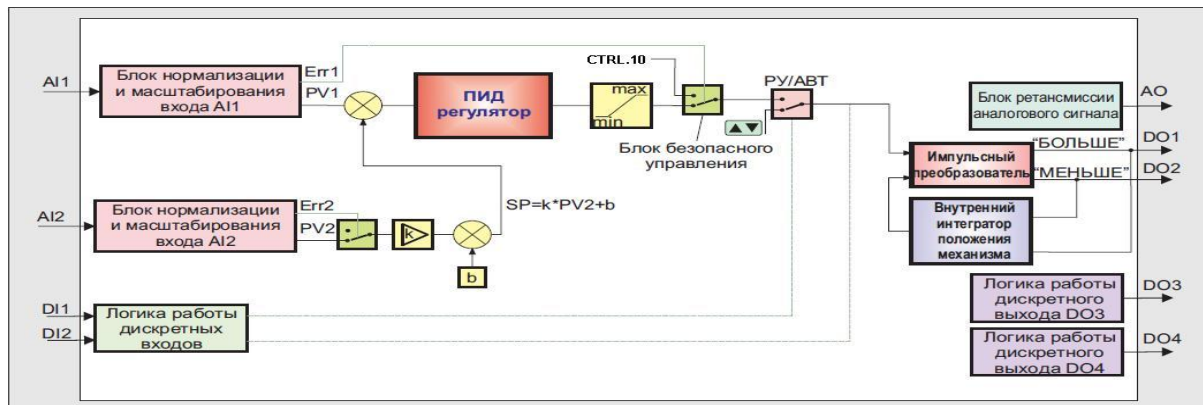 AI1
Блок нормализации
и масштабирования
входа AI1
Err1
PV1
ПИД
регулятор
max
min
CTRL.10
Блок безопасного
управления
РУ/АВТ
Блок ретансмиссии
аналогового сигнала
AO
"БОЛЬШЕ"
DO1
Импульсный
преобразователь
"МЕНЬШЕ"
DO2
Внутренний
интегратор
положения
механизма
AI2
Блок нормализации
и масштабирования
входа AI2
Err2
PV2
k
b
SP=k*PV2+b
DI1
DI2
Логика работы
дискретных
входов
Логика работы
дискретного
выхода DO3
DO3
Логика работы
дискретного
выхода DO4
DO4